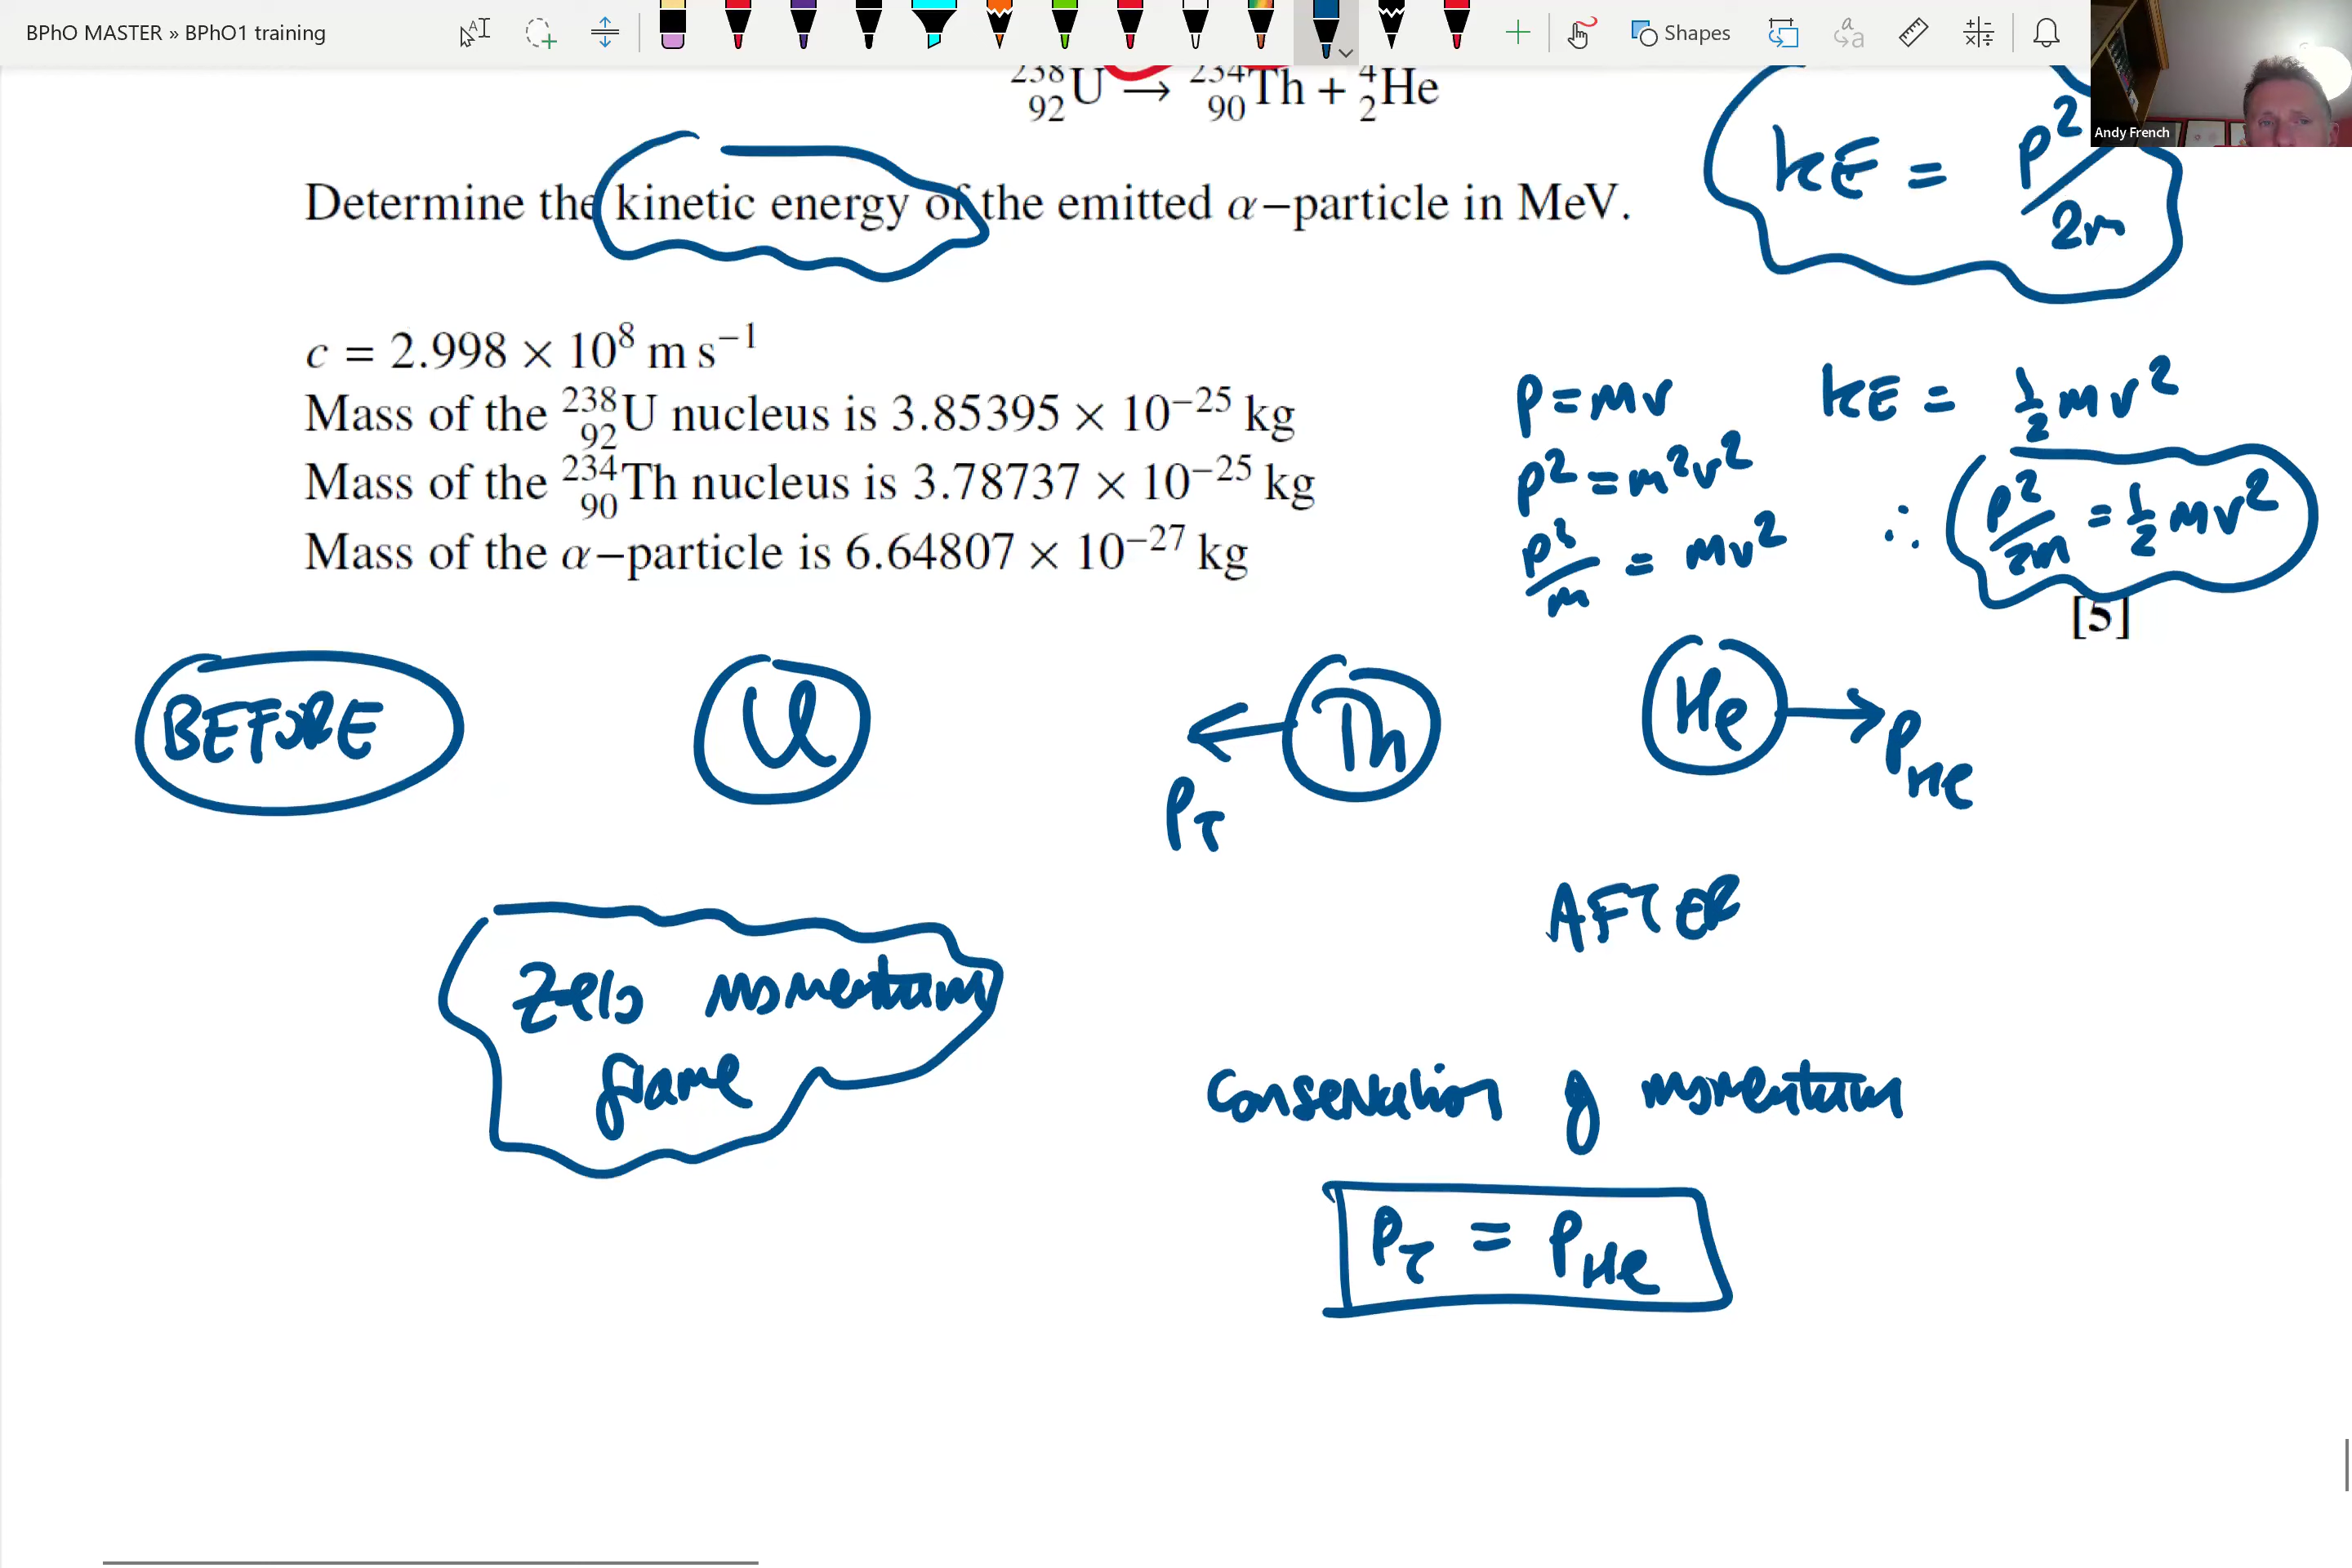 BPhO MASTER » BPhO1 training
Shapes
Andy French
²³⁸₉₂U → ²³⁴₉₀Th + ⁴₂He
KE = p²/2m
Determine the kinetic energy of the emitted α−particle in MeV.
c = 2.998 × 10⁸ m s⁻¹
Mass of the ²³⁸₉₂U nucleus is 3.85395 × 10⁻²⁵ kg
Mass of the ²³⁴₉₀Th nucleus is 3.78737 × 10⁻²⁵ kg
Mass of the α−particle is 6.64807 × 10⁻²⁷ kg
p = mv KE = ½mv²
p² = m²v²
p²/m = mv² ∴ p²/2m = ½mv²
[5]
BEFORE U Th He
P_T P_He
AFTER
Zero momentum
frame
Conservation of momentum
P_T = P_He